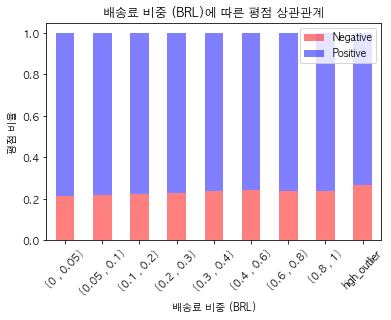 배송료 비중 (BRL)에 따른 평점 상관관계
Negative
Positive
평점 비율
1.0
0.8
0.6
0.4
0.2
0.0
(0 , 0.05)
(0.05 , 0.1)
(0.1 , 0.2)
(0.2 , 0.3)
(0.3 , 0.4)
(0.4 , 0.6)
(0.6 , 0.8)
(0.8 , 1)
high_outlier
배송료 비중 (BRL)